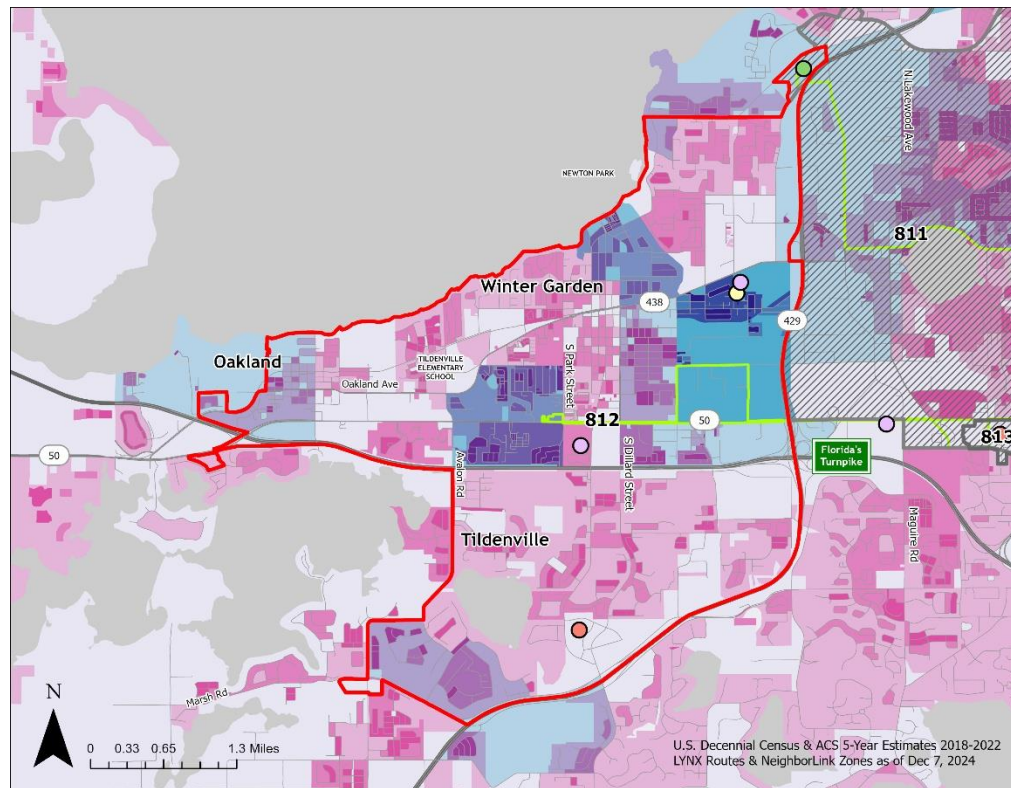 N Lakewood Ave
NEWTON PARK
811
Winter Garden
438
429
Oakland
TILDENVILLE
ELEMENTARY
SCHOOL
S Park Street
Oakland Ave
812
50
813
50
Florida's
Turnpike
Avalon Rd
S Dillard Street
Maguire Rd
Tildenville
Marsh Rd
N
0 0.33 0.65 1.3 Miles
U.S. Decennial Census & ACS 5-Year Estimates 2018-2022
LYNX Routes & NeighborLink Zones as of Dec 7, 2024